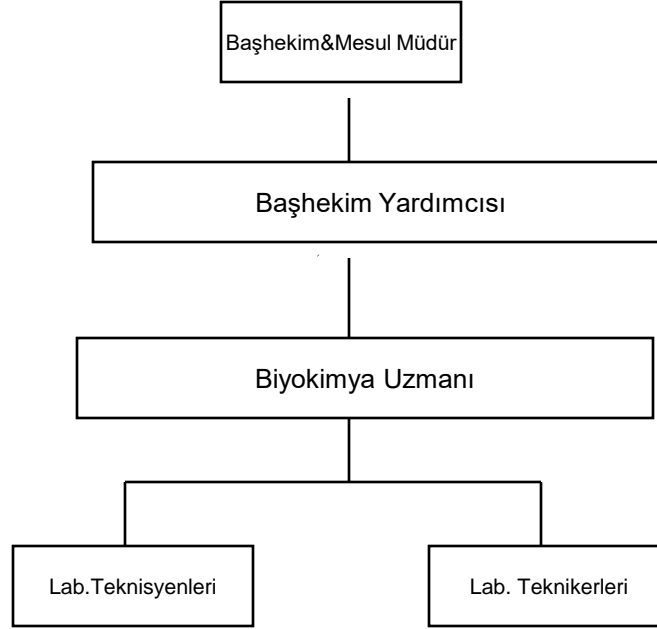 Başhekim&Mesul Müdür
Başhekim Yardımcısı
Biyokimya Uzmanı
Lab.Teknisyenleri
Lab. Teknikerleri